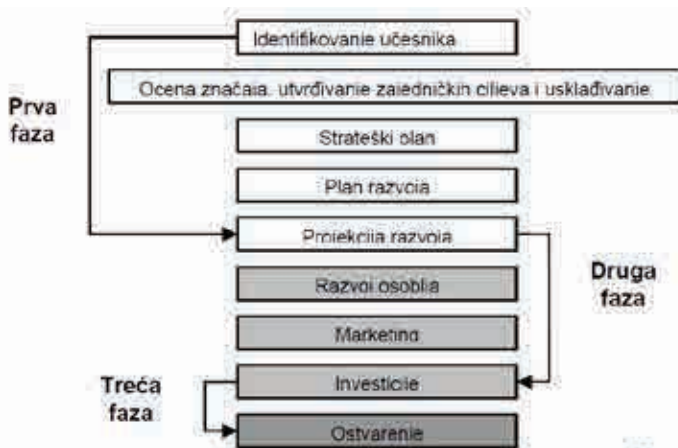 Identifikovanje učesnika
Ocena značaja, utvrđivanje zajedničkih ciljeva i usklađivanje
Prva
faza
Strateški plan
Plan razvoja
Projekcija razvoja
Druga
faza
Razvoj osoblja
Marketing
Investicije
Treća
faza
Ostvarenje